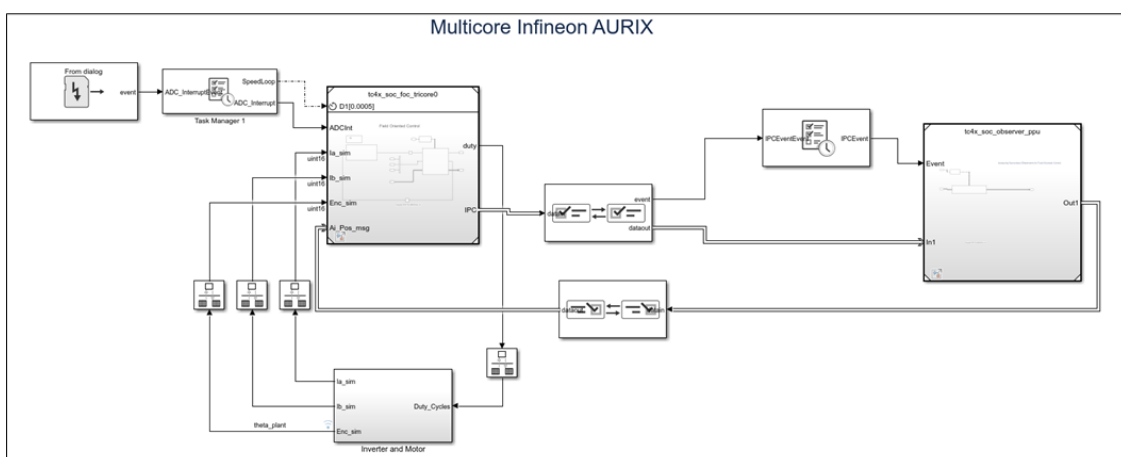 Multicore Infineon AURIX
From dialog
event
ADC_InterruptEvent
SpeedLoop
ADC_Interrupt
Task Manager 1
tc4x_soc_foc_tricore0
D1[0.0005]
Field Oriented Control
ADCInt
Ia_sim
uint16
Ib_sim
uint16
Enc_sim
uint16
Ai_Pos_msg
duty
IPC
event
dataout
IPCEventEvent
IPCEvent
tc4x_soc_observer_ppu
Event
In1
Out1
dataout
Ia_sim
Ib_sim
Enc_sim
Duty_Cycles
theta_plant
Inverter and Motor